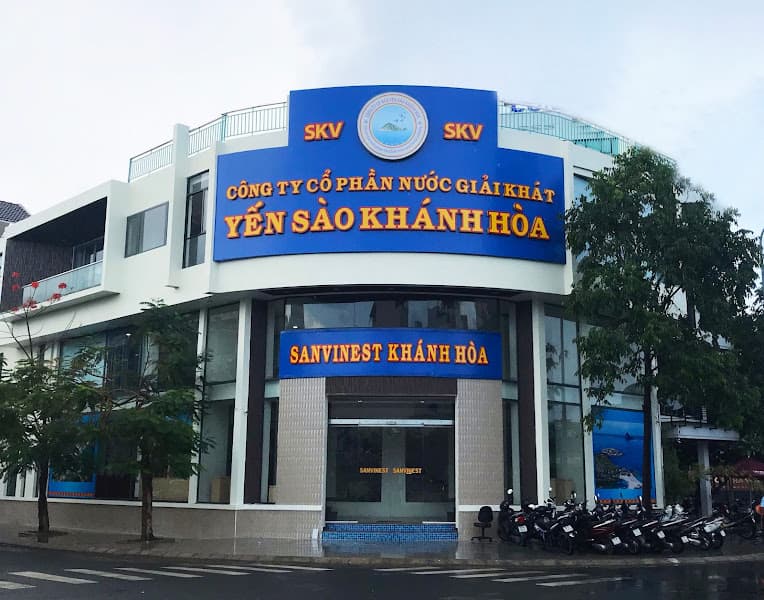 SKV SKV
CÔNG TY CỔ PHẦN NƯỚC GIẢI KHÁT
YẾN SÀO KHÁNH HÒA
SANVINEST KHÁNH HÒA
SANVINEST SANVINEST